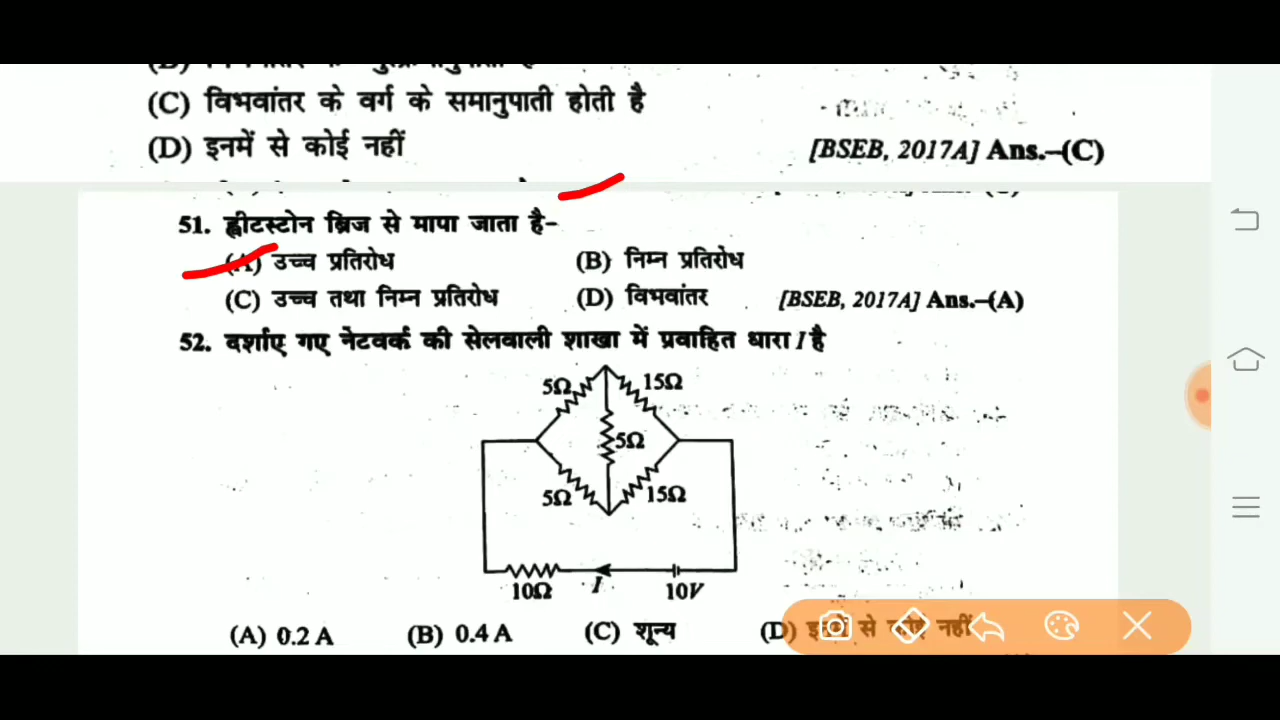 (C) विभवांतर के वर्ग के समानुपाती होती है
(D) इनमें से कोई नहीं [BSEB, 2017A] Ans.-(C)
51. ह्वीटस्टोन ब्रिज से मापा जाता है-
(A) उच्च प्रतिरोध (B) निम्न प्रतिरोध
(C) उच्च तथा निम्न प्रतिरोध (D) विभवांतर [BSEB, 2017A] Ans.-(A)
52. दर्शाए गए नेटवर्क की सेलवाली शाखा में प्रवाहित धारा I है
5Ω 15Ω
5Ω
5Ω 15Ω
10Ω I 10V
(A) 0.2 A (B) 0.4 A (C) शून्य (D) इनमें से कोई नहीं